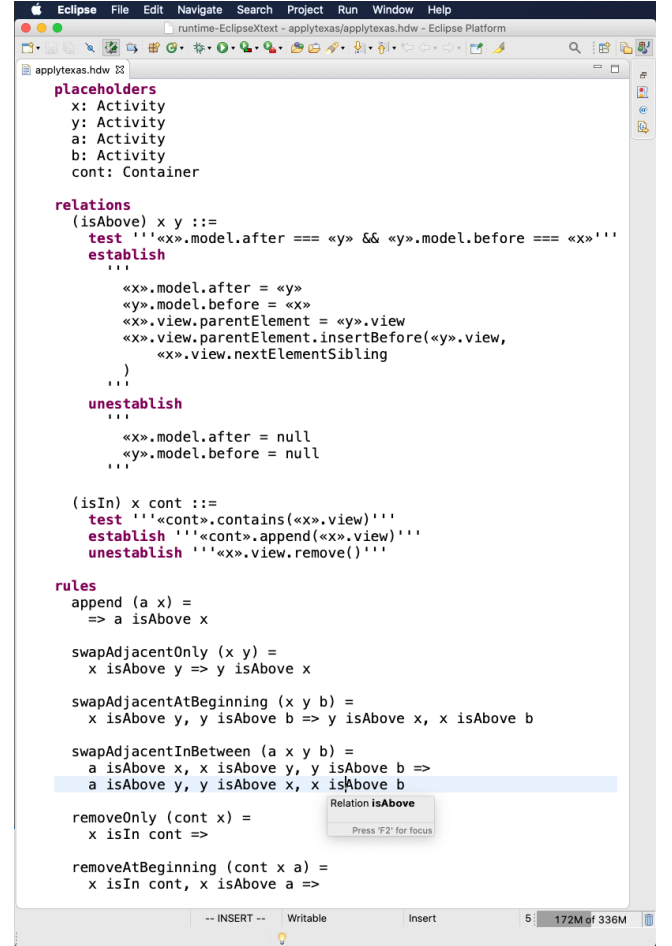 Eclipse File Edit Navigate Search Project Run Window Help
runtime-EclipseXtext - applytexas/applytexas.hdw - Eclipse Platform
applytexas.hdw
placeholders
x: Activity
y: Activity
a: Activity
b: Activity
cont: Container
relations
(isAbove) x y ::=
test '''«x».model.after === «y» && «y».model.before === «x»'''
establish
'''
«x».model.after = «y»
«y».model.before = «x»
«x».view.parentElement = «y».view
«x».view.parentElement.insertBefore(«y».view,
«x».view.nextElementSibling
)
'''
unestablish
'''
«x».model.after = null
«y».model.before = null
'''
(isIn) x cont ::=
test '''«cont».contains(«x».view)'''
establish '''«cont».append(«x».view)'''
unestablish '''«x».view.remove()'''
rules
append (a x) =
=> a isAbove x
swapAdjacentOnly (x y) =
x isAbove y => y isAbove x
swapAdjacentAtBeginning (x y b) =
x isAbove y, y isAbove b => y isAbove x, x isAbove b
swapAdjacentInBetween (a x y b) =
a isAbove x, x isAbove y, y isAbove b =>
a isAbove y, y isAbove x, x isAbove b
Relation isAbove
Press 'F2' for focus
removeOnly (cont x) =
x isIn cont =>
removeAtBeginning (cont x a) =
x isIn cont, x isAbove a =>
-- INSERT -- Writable Insert 5 172M of 336M